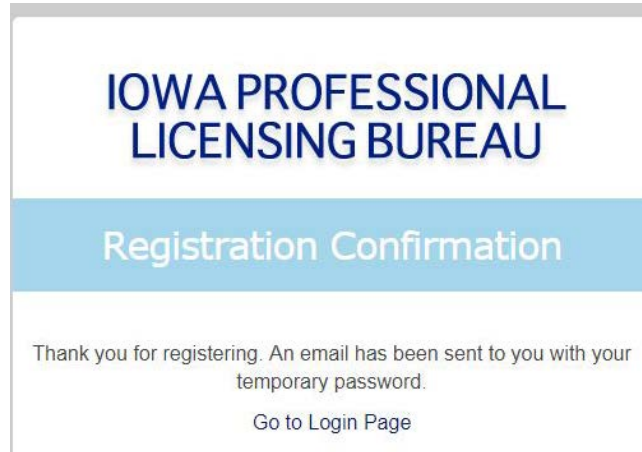 IOWA PROFESSIONAL
LICENSING BUREAU
Registration Confirmation
Thank you for registering. An email has been sent to you with your
temporary password.
Go to Login Page